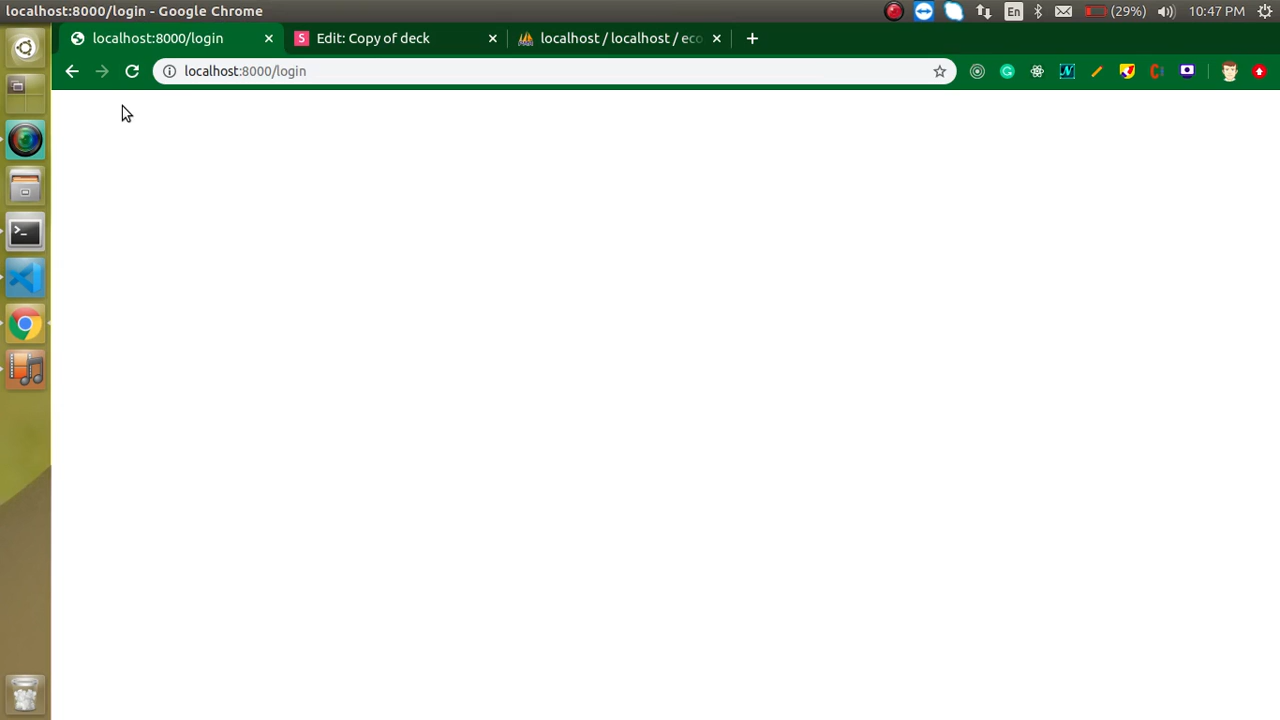 localhost:8000/login - Google Chrome
En
(29%)
10:47 PM
localhost:8000/login
S
Edit: Copy of deck
localhost / localhost / eco
localhost:8000/login